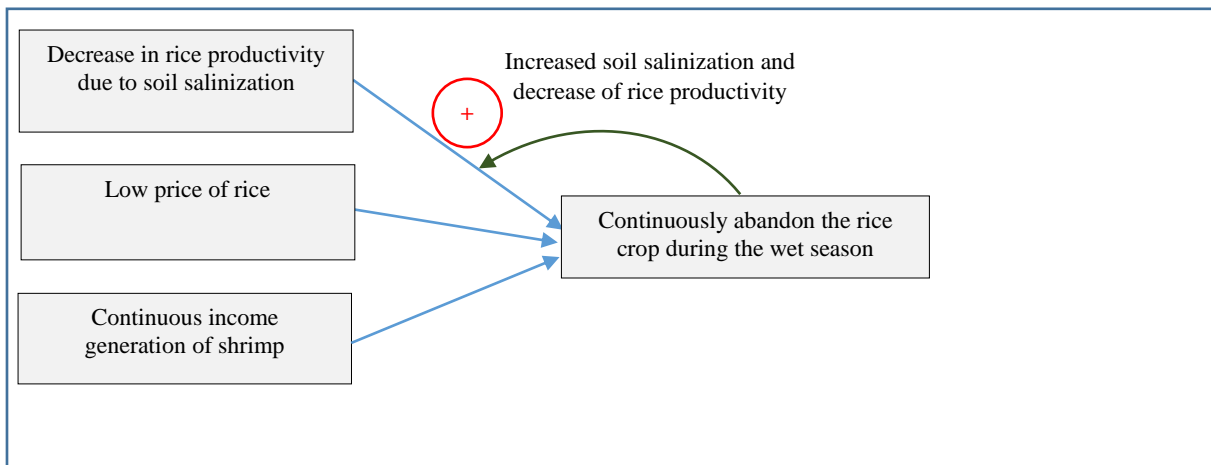 Decrease in rice productivity
due to soil salinization
Increased soil salinization and
decrease of rice productivity
+
Low price of rice
Continuously abandon the rice
crop during the wet season
Continuous income
generation of shrimp